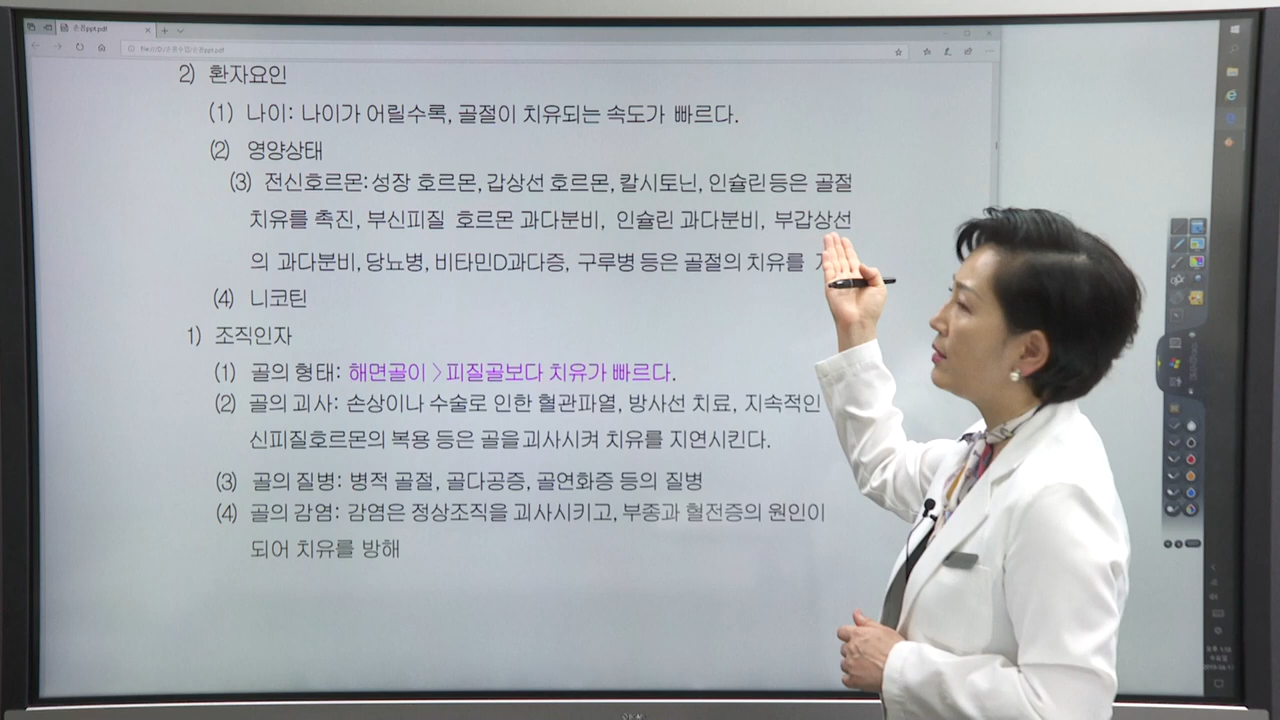 손검ppt.pdf
2) 환자요인
(1) 나이: 나이가 어릴수록, 골절이 치유되는 속도가 빠르다.
(2) 영양상태
(3) 전신호르몬: 성장 호르몬, 갑상선 호르몬, 칼시토닌, 인슐린등은 골절
치유를 촉진, 부신피질 호르몬 과다분비, 인슐린 과다분비, 부갑상선
의 과다분비, 당뇨병, 비타민D과다증, 구루병 등은 골절의 치유를
(4) 니코틴
1) 조직인자
(1) 골의 형태: 해면골이 > 피질골보다 치유가 빠르다.
(2) 골의 괴사: 손상이나 수술로 인한 혈관파열, 방사선 치료, 지속적인
신피질호르몬의 복용 등은 골을 괴사시켜 치유를 지연시킨다.
(3) 골의 질병: 병적 골절, 골다공증, 골연화증 등의 질병
(4) 골의 감염: 감염은 정상조직을 괴사시키고, 부종과 혈전증의 원인이
되어 치유를 방해